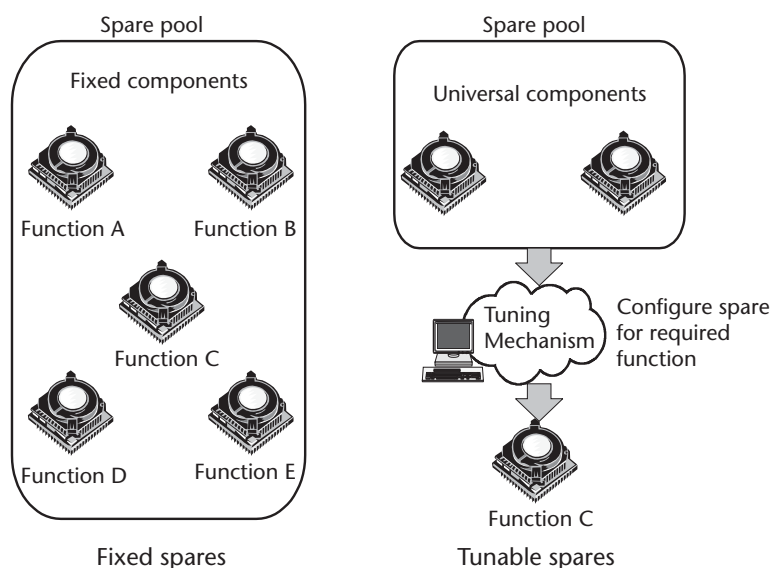 Spare pool
Fixed components
Function A
Function B
Function C
Function D
Function E
Fixed spares
Spare pool
Universal components
Tuning
Mechanism
Configure spare
for required
function
Function C
Tunable spares